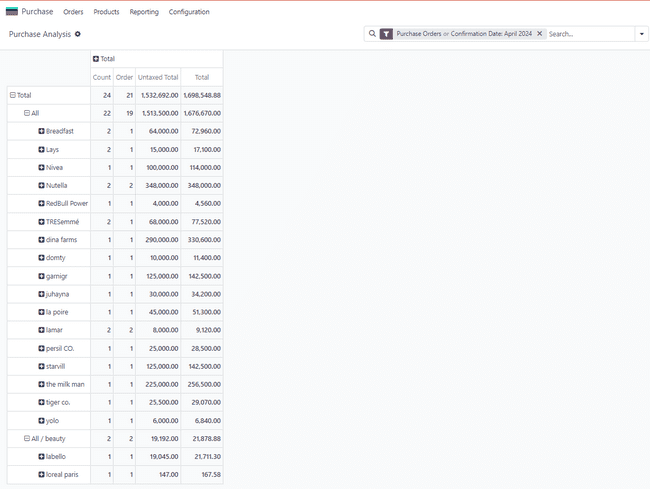 Purchase Orders Products Reporting Configuration
Purchase Analysis Purchase Orders or Confirmation Date: April 2024 Search...
Total
Count Order Untaxed Total Total
Total 24 21 1,532,692.00 1,698,548.88
All 22 19 1,513,500.00 1,676,670.00
Breadfast 2 1 64,000.00 72,960.00
Lays 2 1 15,000.00 17,100.00
Nivea 1 1 100,000.00 114,000.00
Nutella 2 2 348,000.00 348,000.00
RedBull Power 1 1 4,000.00 4,560.00
TRESemmé 2 1 68,000.00 77,520.00
dina farms 1 1 290,000.00 330,600.00
domty 1 1 10,000.00 11,400.00
garnigr 1 1 125,000.00 142,500.00
juhayna 1 1 30,000.00 34,200.00
la poire 1 1 45,000.00 51,300.00
lamar 2 2 8,000.00 9,120.00
persil CO. 1 1 25,000.00 28,500.00
starvill 1 1 125,000.00 142,500.00
the milk man 1 1 225,000.00 256,500.00
tiger co. 1 1 25,500.00 29,070.00
yolo 1 1 6,000.00 6,840.00
All / beauty 2 2 19,192.00 21,878.88
labello 1 1 19,045.00 21,711.30
loreal paris 1 1 147.00 167.58